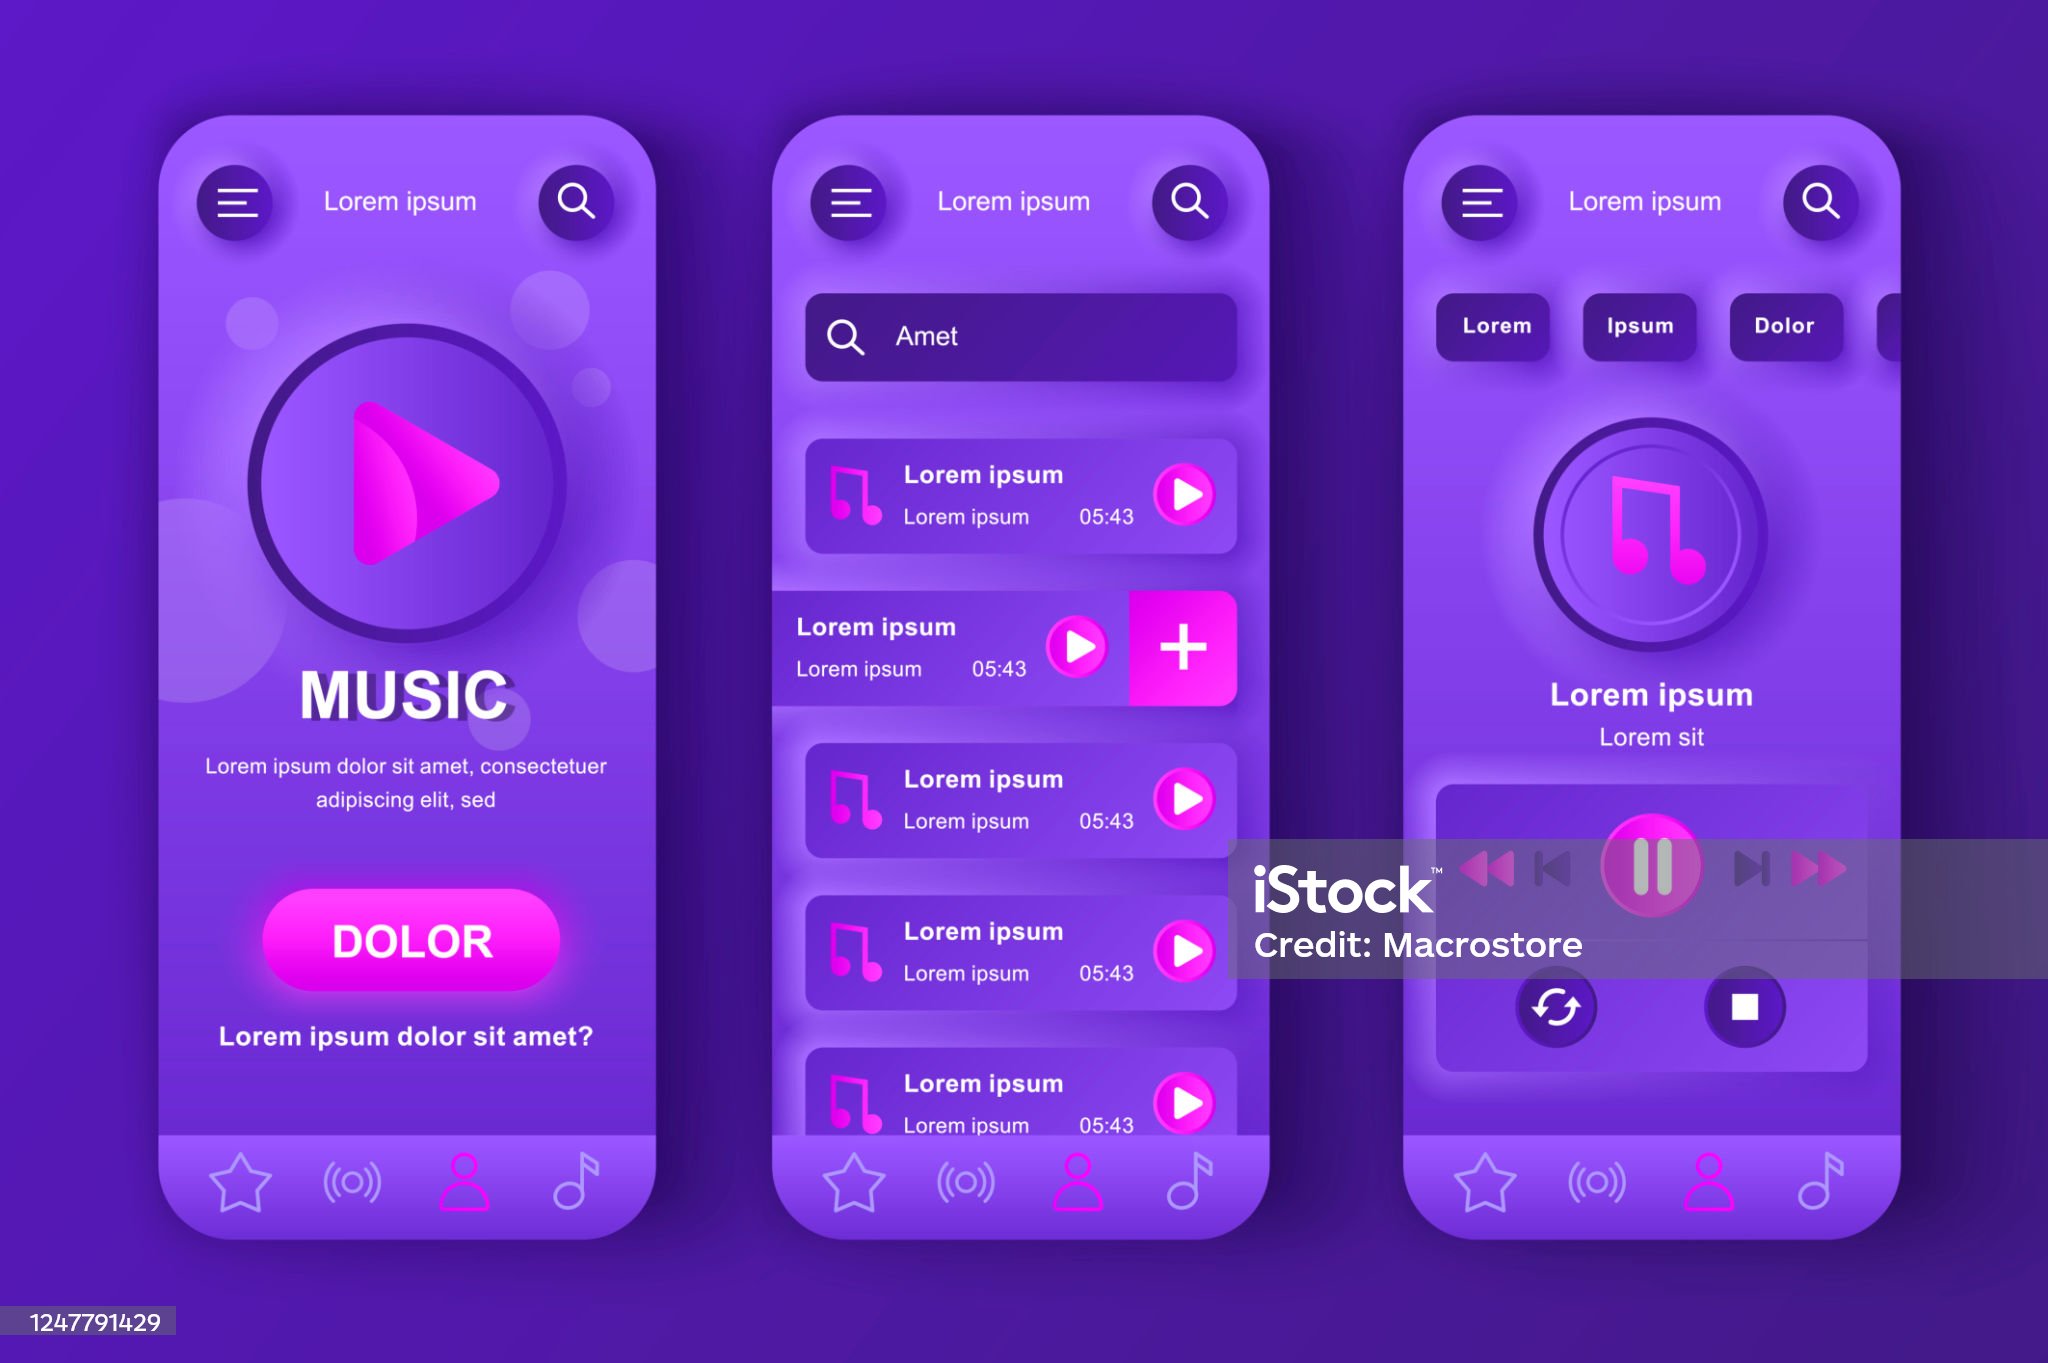 Lorem ipsum
MUSIC
Lorem ipsum dolor sit amet, consectetuer
adipiscing elit, sed
DOLOR
Lorem ipsum dolor sit amet?
Lorem ipsum
Amet
Lorem ipsum
Lorem ipsum 05:43
Lorem ipsum
Lorem ipsum 05:43
Lorem ipsum
Lorem ipsum 05:43
Lorem ipsum
Lorem ipsum 05:43
Lorem ipsum
Lorem ipsum 05:43
Lorem ipsum
Lorem Ipsum Dolor
Lorem ipsum
Lorem sit
iStock™
Credit: Macrostore
1247791429